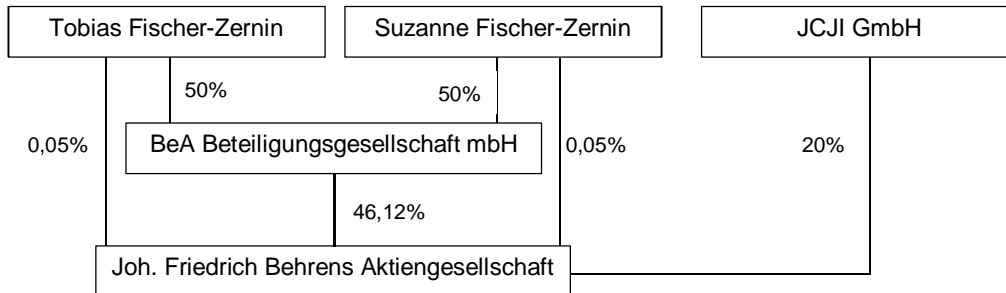 Tobias Fischer-Zernin
Suzanne Fischer-Zernin
JCJI GmbH
50%
50%
0,05%
BeA Beteiligungsgesellschaft mbH
0,05%
20%
46,12%
Joh. Friedrich Behrens Aktiengesellschaft